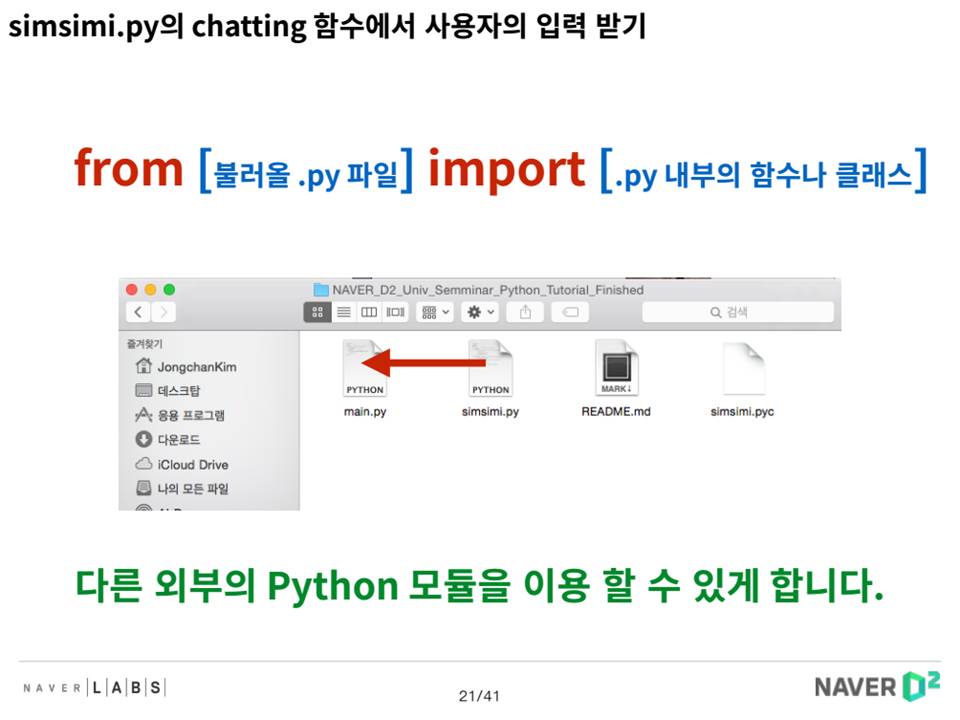 simsimi.py의 chatting 함수에서 사용자의 입력 받기
from [불러올 .py 파일] import [.py 내부의 함수나 클래스]
NAVER_D2_Univ_Semminar_Python_Tutorial_Finished
검색
즐겨찾기
JongchanKim
데스크탑
응용 프로그램
다운로드
iCloud Drive
나의 모든 파일
PYTHON
PYTHON
MARK↓
main.py
simsimi.py
README.md
simsimi.pyc
다른 외부의 Python 모듈을 이용 할 수 있게 합니다.
NAVER|L|A|B|S|
21/41
NAVER D2